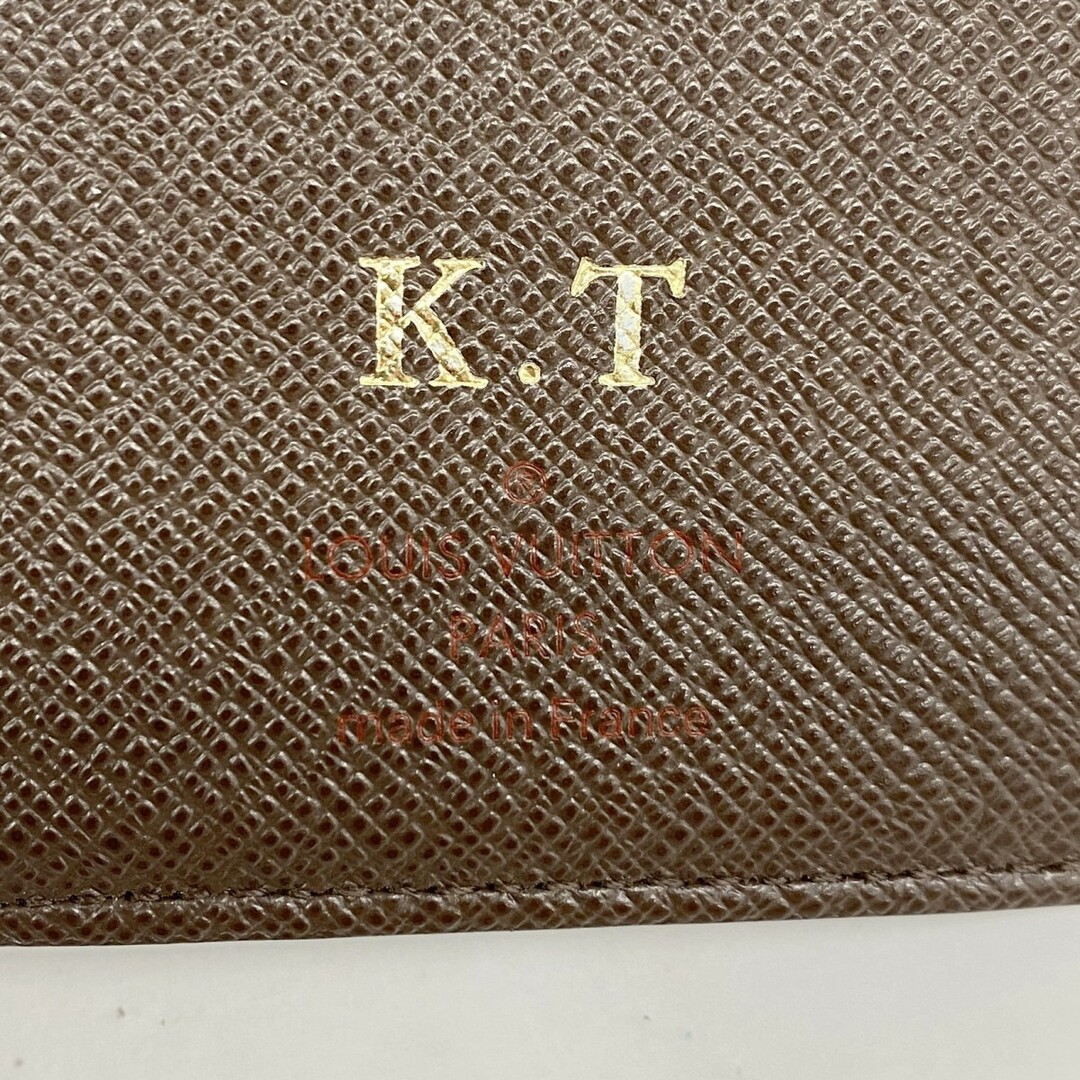 K.T
®
LOUIS VUITTON
PARIS
made in France